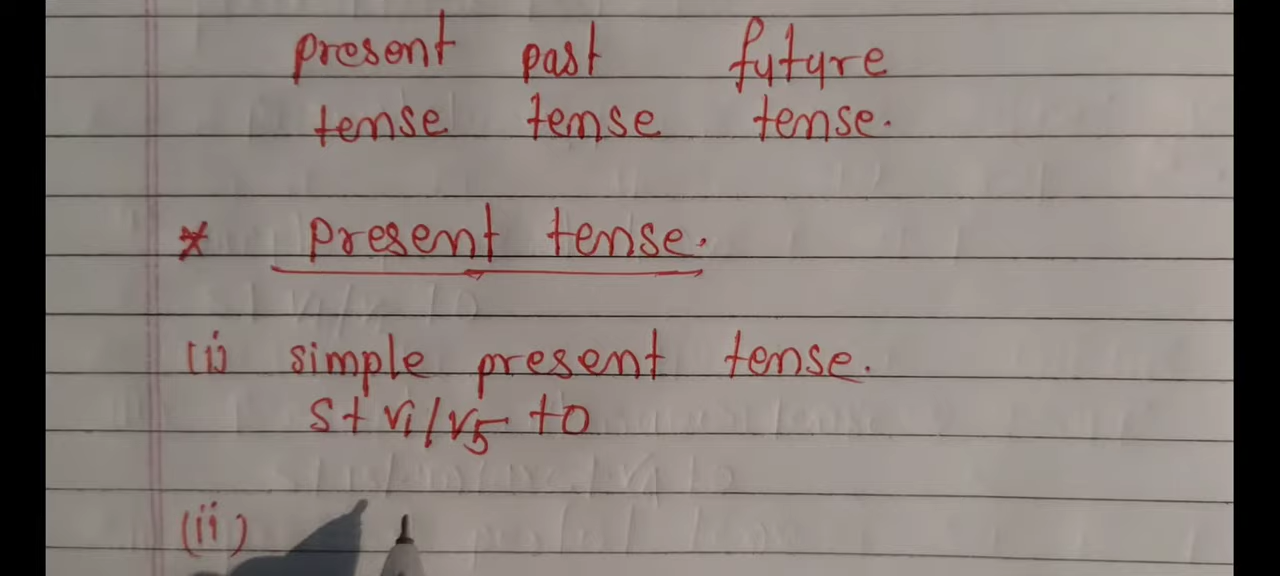 present past future
tense tense tense.
* present tense.
(i) simple present tense.
S + V1/V5 + O
(ii)